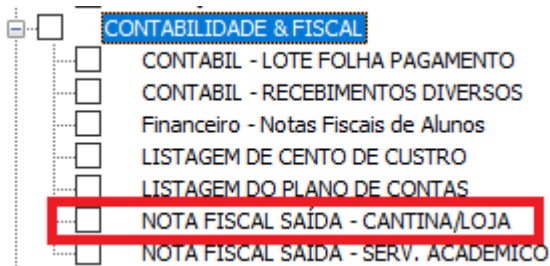 CONTABILIDADE & FISCAL
CONTABIL - LOTE FOLHA PAGAMENTO
CONTABIL - RECEBIMENTOS DIVERSOS
Financeiro - Notas Fiscais de Alunos
LISTAGEM DE CENTO DE CUSTRO
LISTAGEM DO PLANO DE CONTAS
NOTA FISCAL SAÍDA - CANTINA/LOJA
NOTA FISCAL SAIDA - SERV. ACADEMICO